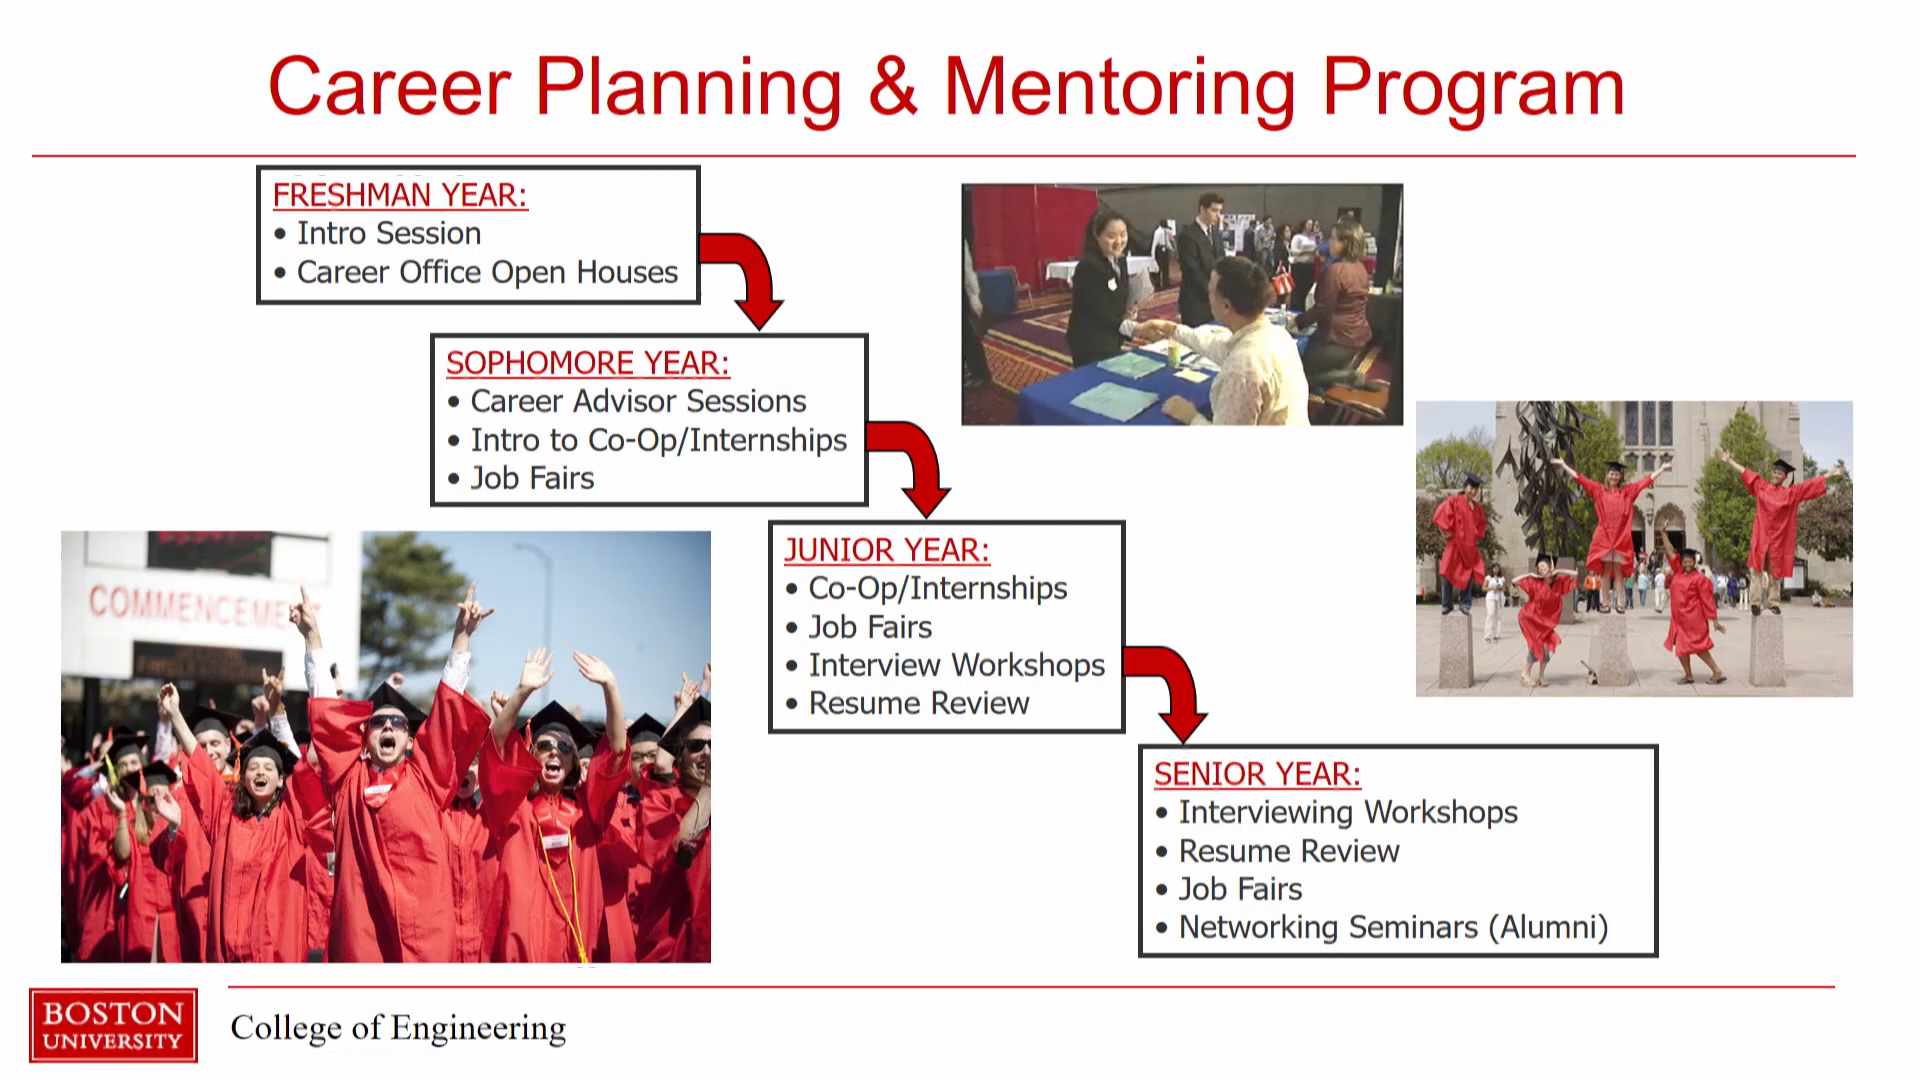 Career Planning & Mentoring Program
FRESHMAN YEAR:
• Intro Session
• Career Office Open Houses
SOPHOMORE YEAR:
• Career Advisor Sessions
• Intro to Co-Op/Internships
• Job Fairs
JUNIOR YEAR:
• Co-Op/Internships
• Job Fairs
• Interview Workshops
• Resume Review
SENIOR YEAR:
• Interviewing Workshops
• Resume Review
• Job Fairs
• Networking Seminars (Alumni)
COMMENCEME
BOSTON
UNIVERSITY
College of Engineering